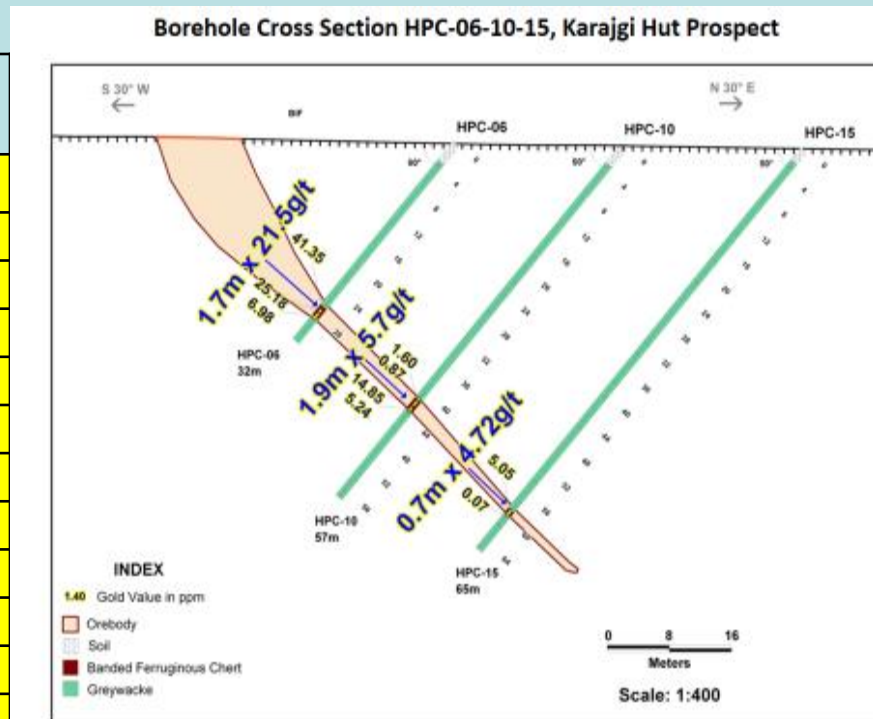 Borehole Cross Section HPC-06-10-15, Karajgi Hut Prospect
S 30° W
N 30° E
BIF
HPC-06
HPC-10
HPC-15
50°
50°
1.7m x 21.5g/t
41.35
25.18
6.98
HPC-06
32m
1.9m x 5.7g/t
1.60
0.87
14.85
5.24
HPC-10
57m
0.7m x 4.72g/t
5.05
0.07
HPC-15
65m
INDEX
1.40 Gold Value in ppm
Orebody
Soil
Banded Ferruginous Chert
Greywacke
0 8 16
Meters
Scale: 1:400